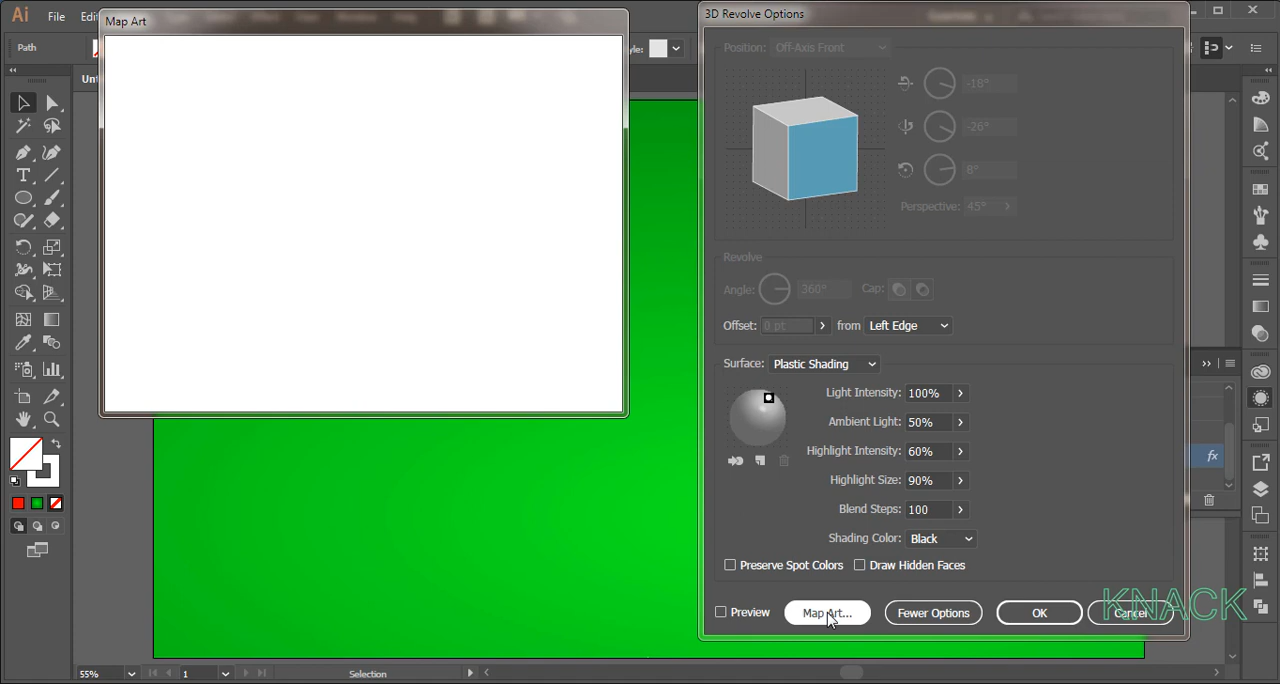 Ai File Edi
Map Art
3D Revolve Options
Path
yle:
Unt
Position: Off-Axis Front
-18°
-26°
8°
Perspective: 45°
Revolve
Angle: 360° Cap:
Offset: 0 pt from Left Edge
Surface: Plastic Shading
Light Intensity: 100%
Ambient Light: 50%
Highlight Intensity: 60%
Highlight Size: 90%
Blend Steps: 100
Shading Color: Black
Preserve Spot Colors Draw Hidden Faces
Preview Map Art... Fewer Options OK Cancel
KNACK
fx
55% 1 Selection